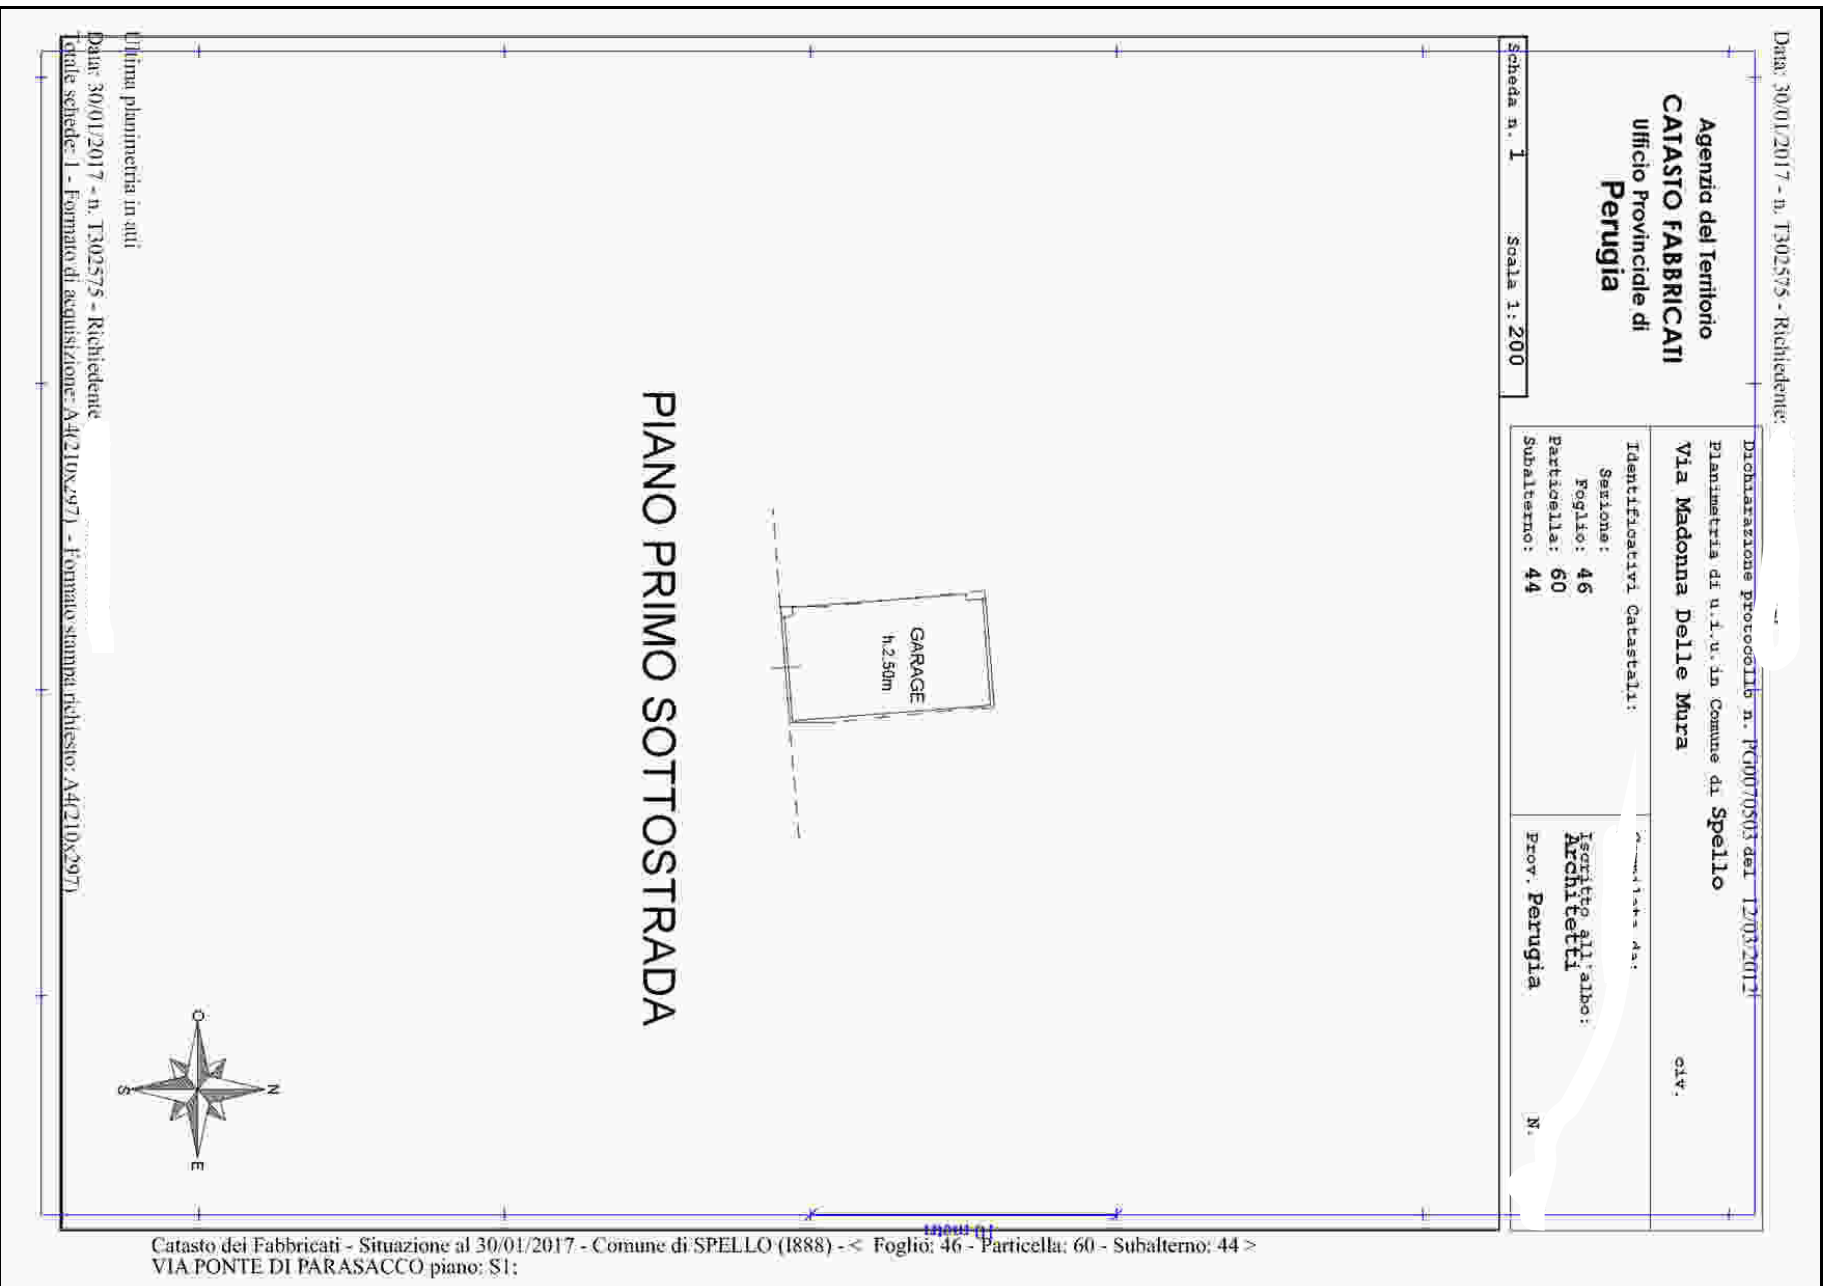 Data: 30/01/2017 - n. T302575 - Richiedente:
Agenzia del Territorio
CATASTO FABBRICATI
Ufficio Provinciale di
Perugia
Dichiarazione protocollo n. PG0070503 del 12/03/2012
Planimetria di u.i.u. in Comune di Spello
Via Madonna Delle Mura civ.
Identificativi Catastali:
Sezione:
Foglio: 46
Particella: 60
Subalterno: 44
da:
Iscritto all'albo:
Architetti
Prov. Perugia N.
Scheda n. 1 Scala 1:200
GARAGE
h.2.50m
PIANO PRIMO SOTTOSTRADA
O
N
S
E
Ultima planimetria in atti
Data: 30/01/2017 - n. T302575 - Richiedente
Totale schede: 1 - Formato di acquisizione: A4(210x297) - Formato stampa richiesto: A4(210x297)
10 metri
Catasto dei Fabbricati - Situazione al 30/01/2017 - Comune di SPELLO (I888) - < Foglio: 46 - Particella: 60 - Subalterno: 44 >
VIA PONTE DI PARASACCO piano: S1;